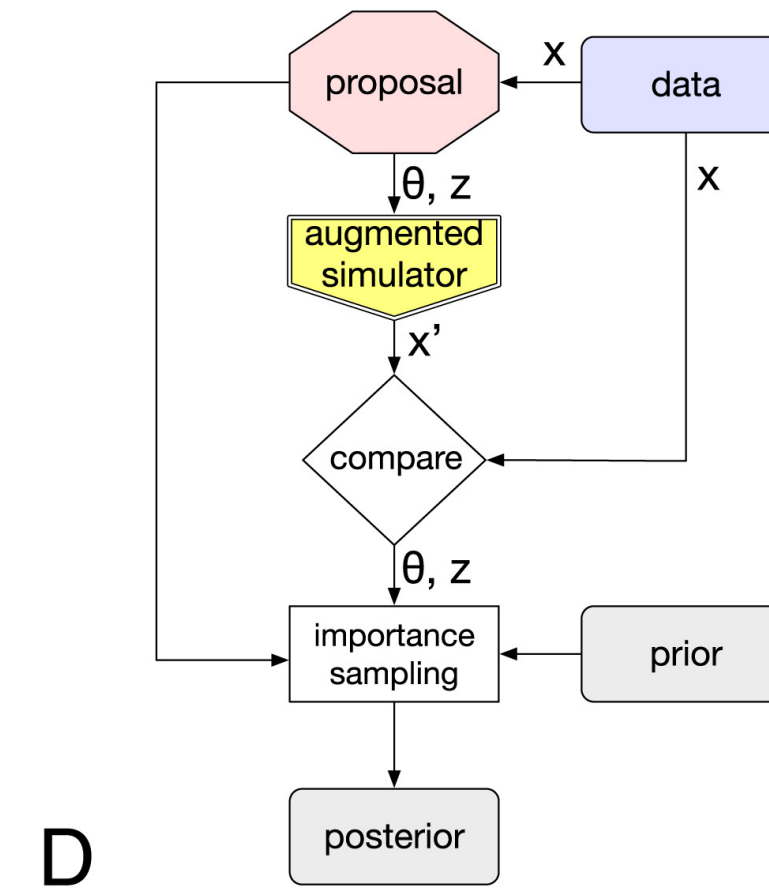 proposal
x
data
θ, z
x
augmented
simulator
x’
compare
θ, z
importance
sampling
prior
posterior
D